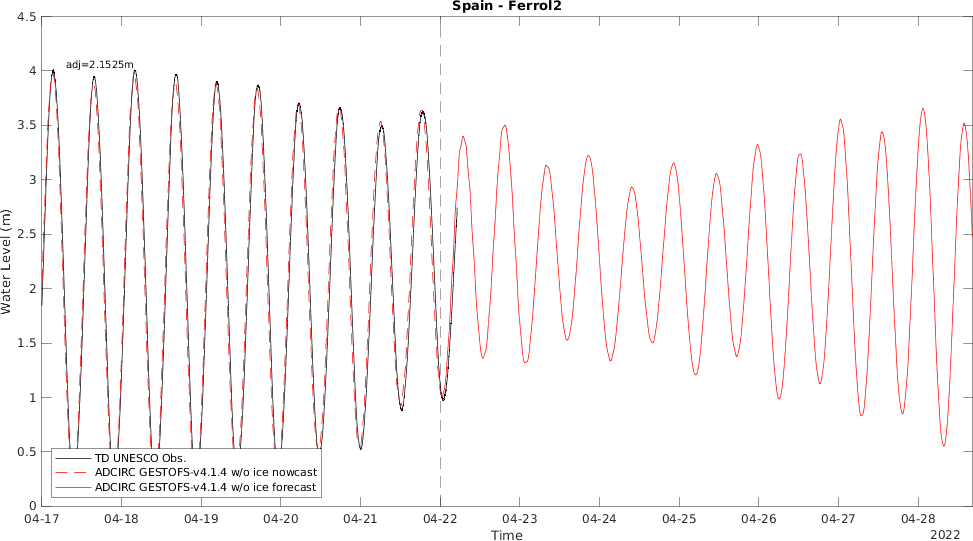 Spain - Ferrol2
adj=2.1525m
4.5
4
3.5
3
2.5
2
1.5
1
0.5
0
Water Level (m)
TD UNESCO Obs.
ADCIRC GESTOFS-v4.1.4 w/o ice nowcast
ADCIRC GESTOFS-v4.1.4 w/o ice forecast
04-17 04-18 04-19 04-20 04-21 04-22 04-23 04-24 04-25 04-26 04-27 04-28
Time
2022